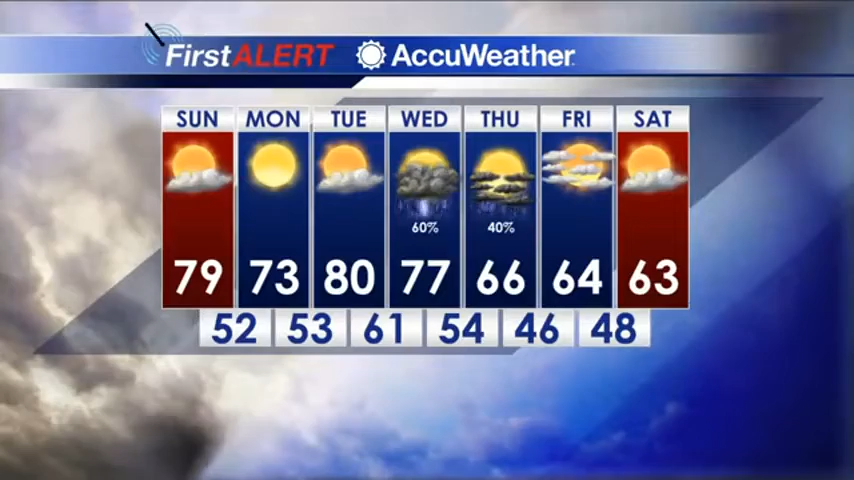 FirstALERT AccuWeather
SUN MON TUE WED THU FRI SAT
60% 40%
79 73 80 77 66 64 63
52 53 61 54 46 48